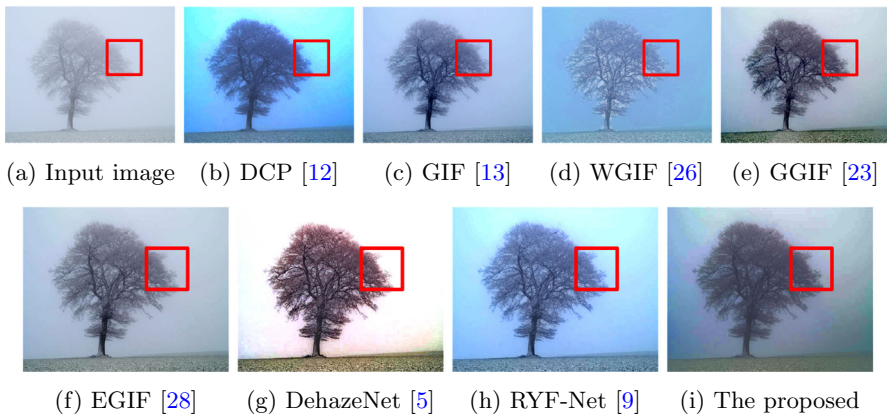 (a) Input image (b) DCP [12] (c) GIF [13] (d) WGIF [26] (e) GGIF [23]
(f) EGIF [28] (g) DehazeNet [5] (h) RYF-Net [9] (i) The proposed